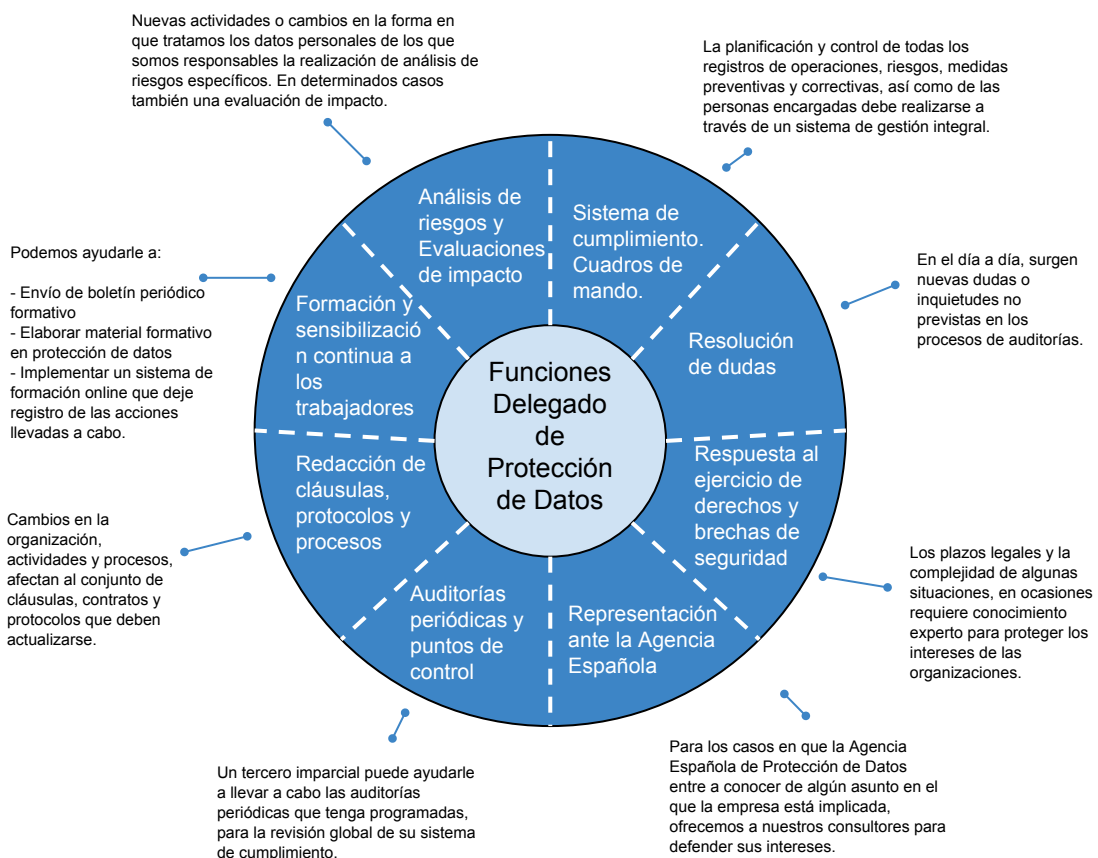 Nuevas actividades o cambios en la forma en
que tratamos los datos personales de los que
somos responsables la realización de análisis de
riesgos específicos. En determinados casos
también una evaluación de impacto.
La planificación y control de todas los
registros de operaciones, riesgos, medidas
preventivas y correctivas, así como de las
personas encargadas debe realizarse a
través de un sistema de gestión integral.
Análisis de
riesgos y
Evaluaciones
de impacto
Sistema de
cumplimiento.
Cuadros de
mando.
Podemos ayudarle a:
- Envío de boletín periódico
formativo
- Elaborar material formativo
en protección de datos
- Implementar un sistema de
formación online que deje
registro de las acciones
llevadas a cabo.
Formación y
sensibilizació
n continua a
los
trabajadores
Resolución
de dudas
En el día a día, surgen
nuevas dudas o
inquietudes no
previstas en los
procesos de auditorías.
Funciones
Delegado
de
Protección
de Datos
Redacción de
cláusulas,
protocolos y
procesos
Respuesta al
ejercicio de
derechos y
brechas de
seguridad
Cambios en la
organización,
actividades y procesos,
afectan al conjunto de
cláusulas, contratos y
protocolos que deben
actualizarse.
Los plazos legales y la
complejidad de algunas
situaciones, en ocasiones
requiere conocimiento
experto para proteger los
intereses de las
organizaciones.
Auditorías
periódicas y
puntos de
control
Representación
ante la Agencia
Española
Un tercero imparcial puede ayudarle
a llevar a cabo las auditorías
periódicas que tenga programadas,
para la revisión global de su sistema
de cumplimiento.
Para los casos en que la Agencia
Española de Protección de Datos
entre a conocer de algún asunto en el
que la empresa está implicada,
ofrecemos a nuestros consultores para
defender sus intereses.